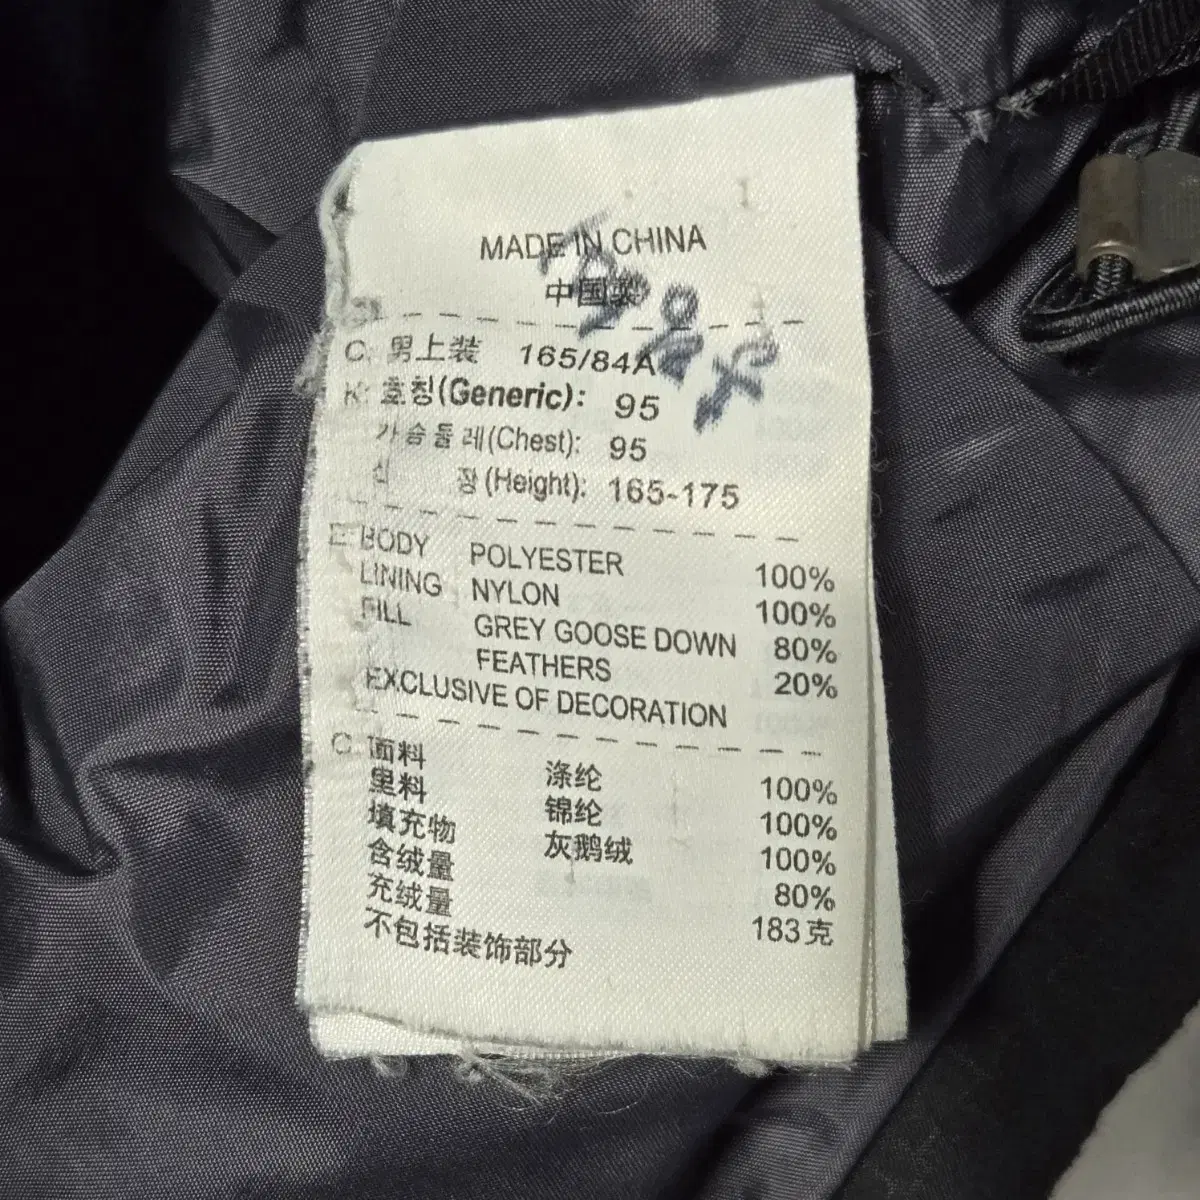 MADE IN CHINA
中国製
C: 男上装 165/84A
K: 호칭(Generic): 95
가슴둘레(Chest): 95
신 장(Height): 165-175
E: BODY POLYESTER 100%
LINING NYLON 100%
FILL GREY GOOSE DOWN 80%
FEATHERS 20%
EXCLUSIVE OF DECORATION
C: 面料 涤纶 100%
里料 锦纶 100%
填充物 灰鹅绒 100%
含绒量 80%
充绒量 183克
不包括装饰部分